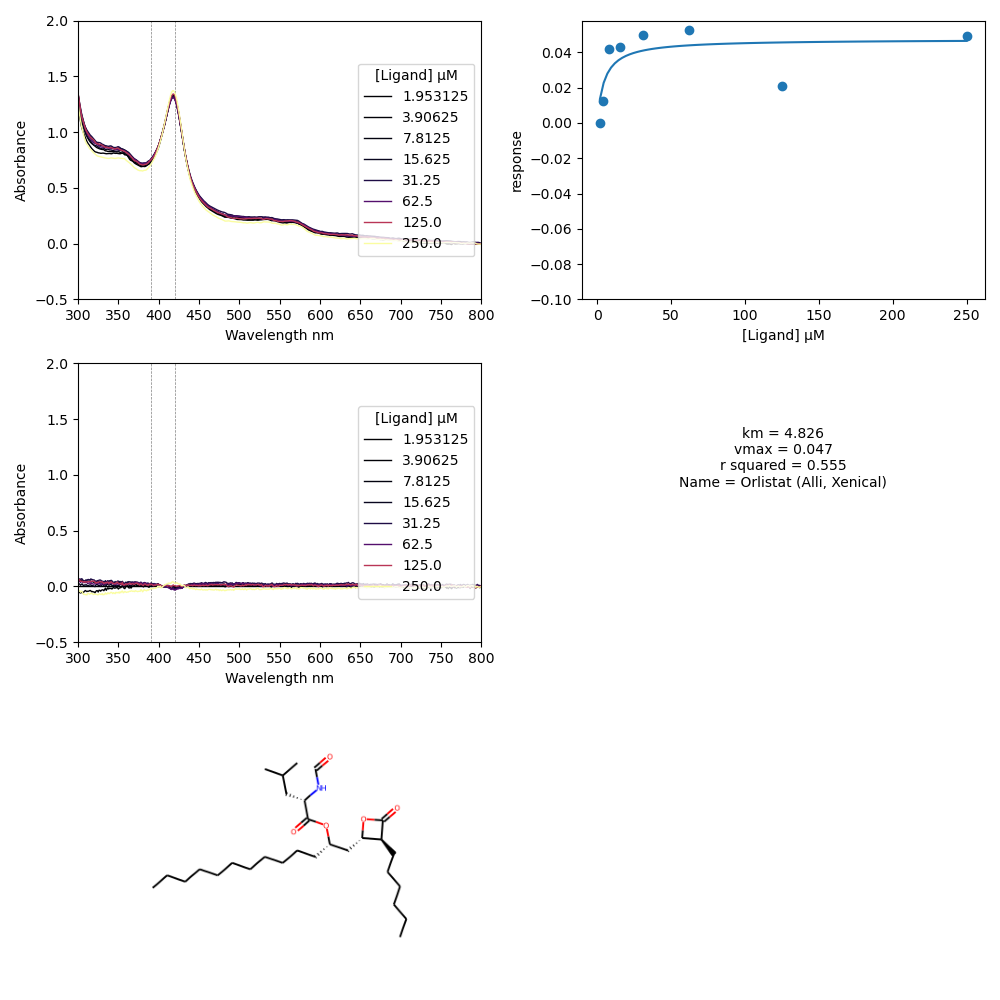 2.0
1.5
1.0
0.5
0.0
−0.5
Absorbance
300 350 400 450 500 550 600 650 700 750 800
Wavelength nm
[Ligand] μM
1.953125
3.90625
7.8125
15.625
31.25
62.5
125.0
250.0
0.04
0.02
0.00
−0.02
−0.04
−0.06
−0.08
−0.10
response
0 50 100 150 200 250
[Ligand] μM
2.0
1.5
1.0
0.5
0.0
−0.5
Absorbance
300 350 400 450 500 550 600 650 700 750 800
Wavelength nm
[Ligand] μM
1.953125
3.90625
7.8125
15.625
31.25
62.5
125.0
250.0
km = 4.826
vmax = 0.047
r squared = 0.555
Name = Orlistat (Alli, Xenical)
O
NH
O
O
O
O